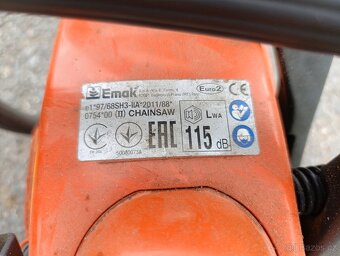 Emak
Euro2
e1*97/68SH3-IIA*2011/88*
0754*00 (II) CHAINSAW
LWA
EAC
115 dB